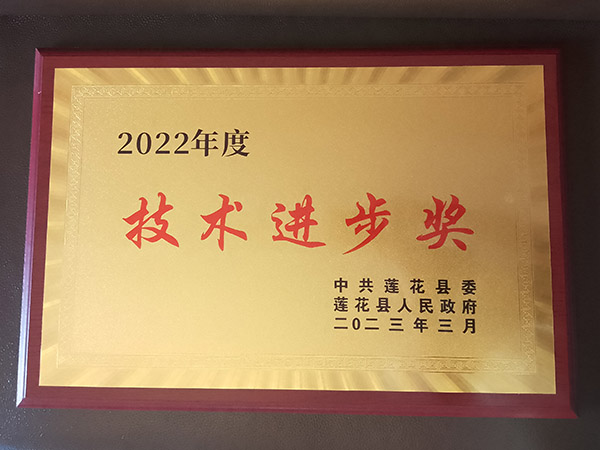 2022年度
技术进步奖
中共莲花县委
莲花县人民政府
二0二三年三月